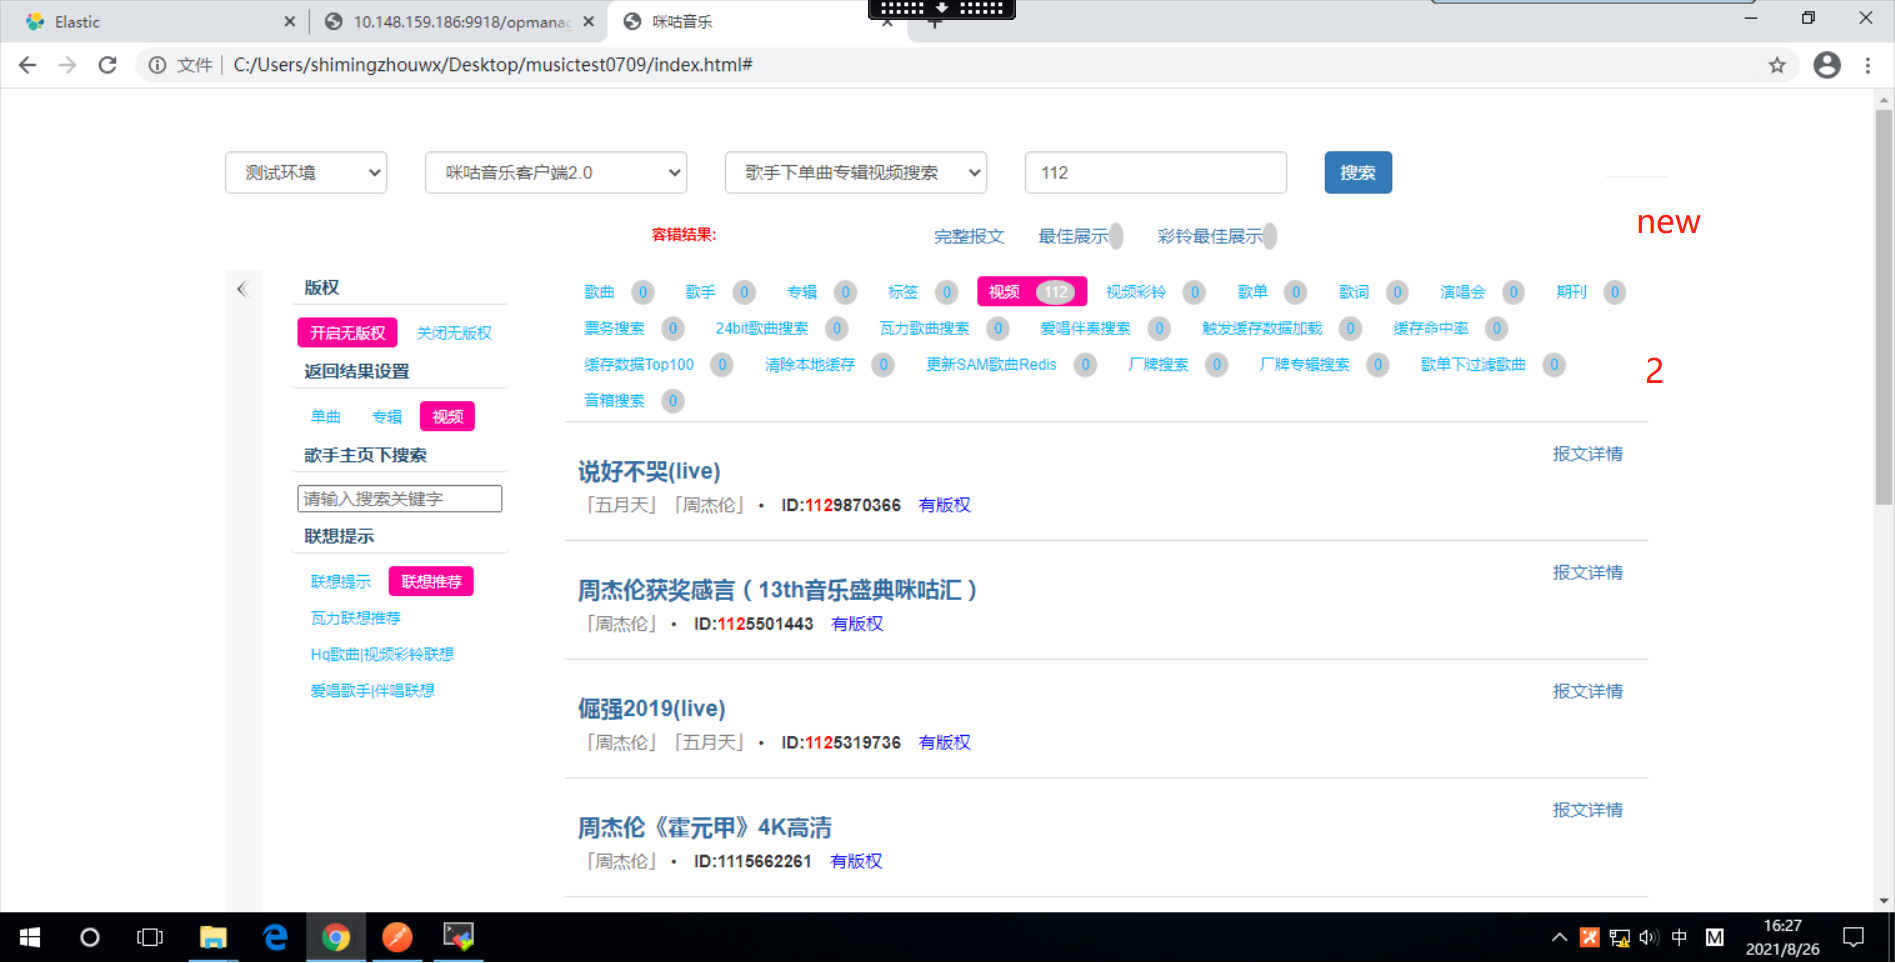 Elastic
10.148.159.186:9918/opmanag
咪咕音乐
文件 C:/Users/shimingzhouwx/Desktop/musictest0709/index.html#
测试环境 咪咕音乐客户端2.0 歌手下单曲专辑视频搜索 112 搜索
new
容错结果: 完整报文 最佳展示 彩铃最佳展示
版权
开启无版权 关闭无版权
返回结果设置
单曲 专辑 视频
歌手主页下搜索
请输入搜索关键字
联想提示
联想提示 联想推荐
瓦力联想推荐
Hq歌曲|视频彩铃联想
爱唱歌手|伴唱联想
歌曲 0 歌手 0 专辑 0 标签 0 视频 112 视频彩铃 0 歌单 0 歌词 0 演唱会 0 期刊 0
票务搜索 0 24bit歌曲搜索 0 瓦力歌曲搜索 0 爱唱伴奏搜索 0 触发缓存数据加载 0 缓存命中率 0
缓存数据Top100 0 清除本地缓存 0 更新SAM歌曲Redis 0 厂牌搜索 0 厂牌专辑搜索 0 歌单下过滤歌曲 0
2
音箱搜索 0
报文详情
说好不哭(live)
「五月天」「周杰伦」 • ID:1129870366 有版权
报文详情
周杰伦获奖感言（13th音乐盛典咪咕汇）
「周杰伦」 • ID:1125501443 有版权
报文详情
倔强2019(live)
「周杰伦」「五月天」 • ID:1125319736 有版权
报文详情
周杰伦《霍元甲》4K高清
「周杰伦」 • ID:1115662261 有版权
中 M 16:27
2021/8/26